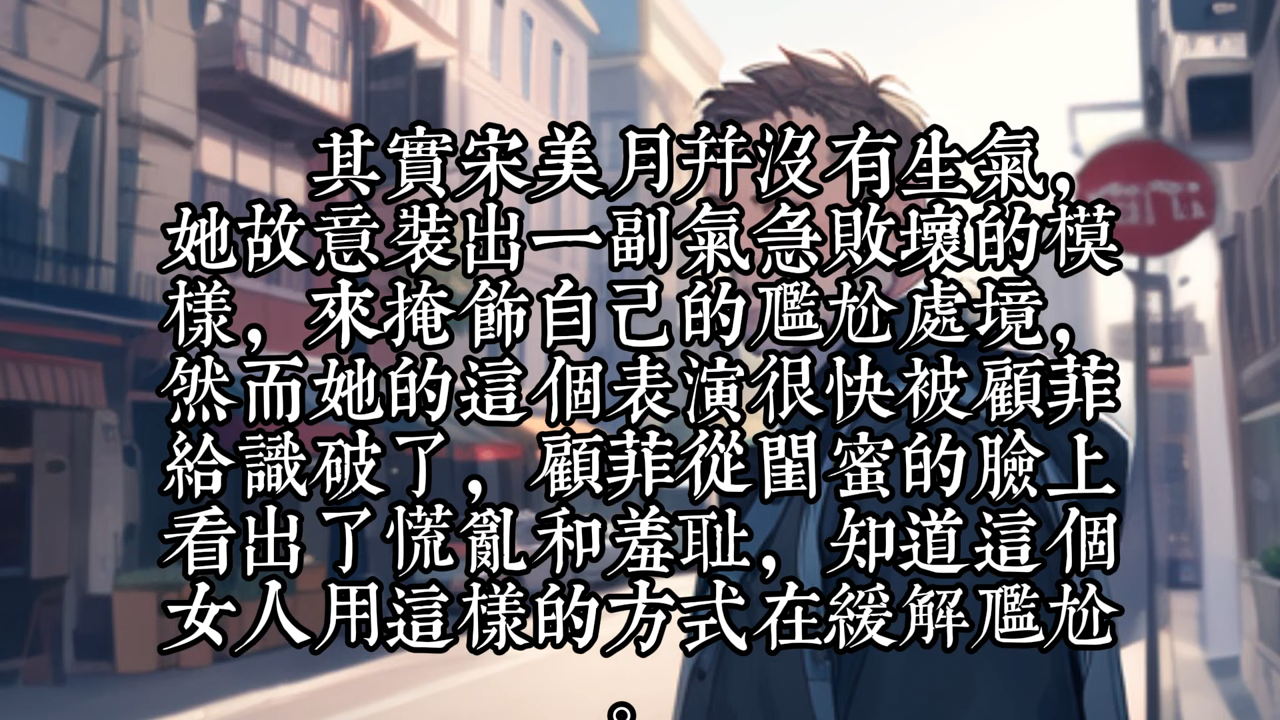 其實宋美月并沒有生氣，
她故意裝出一副氣急敗壞的模
樣，來掩飾自己的尷尬處境，
然而她的這個表演很快被顧菲
給識破了，顧菲從閨蜜的臉上
看出了慌亂和羞耻，知道這個
女人用這樣的方式在緩解尷尬
。